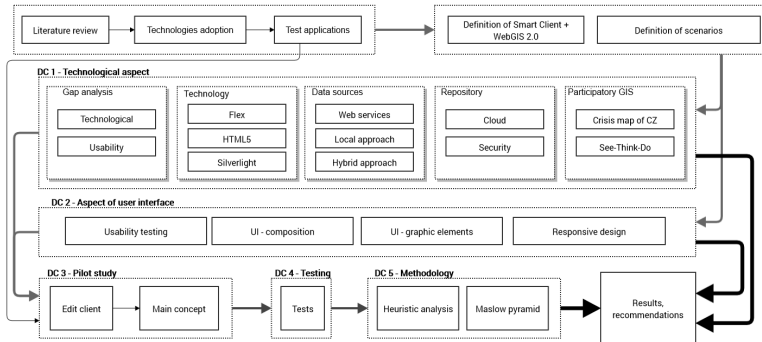 Literature review
Technologies adoption
Test applications
Definition of Smart Client +
WebGIS 2.0
Definition of scenarios
DC 1 - Technological aspect
Gap analysis
Technological
Usability
Technology
Flex
HTML5
Silverlight
Data sources
Web services
Local approach
Hybrid approach
Repository
Cloud
Security
Participatory GIS
Crisis map of CZ
See-Think-Do
DC 2 - Aspect of user interface
Usability testing
UI - composition
UI - graphic elements
Responsive design
DC 3 - Pilot study
Edit client
Main concept
DC 4 - Testing
Tests
DC 5 - Methodology
Heuristic analysis
Maslow pyramid
Results,
recommendations